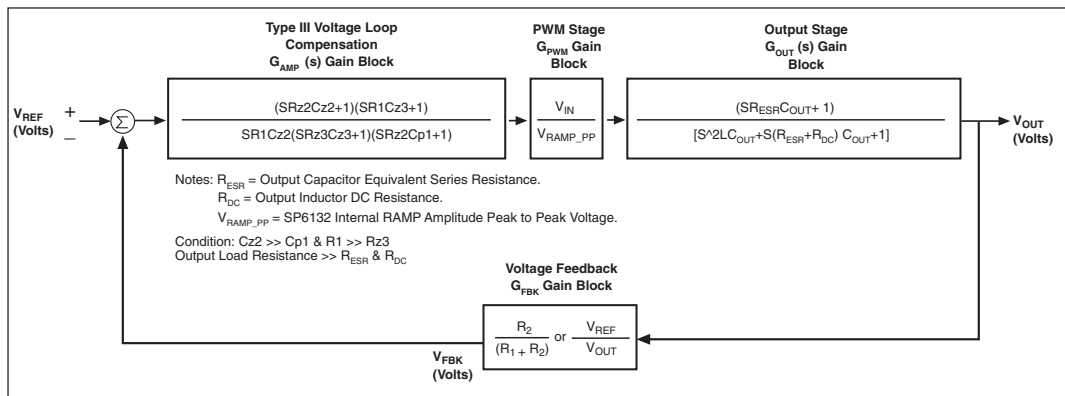 Type III Voltage Loop
Compensation
G_AMP (s) Gain Block
PWM Stage
G_PWM Gain
Block
Output Stage
G_OUT (s) Gain
Block
V_REF
(Volts)
+
−
Σ
(SRz2Cz2+1)(SR1Cz3+1)
SR1Cz2(SRz3Cz3+1)(SRz2Cp1+1)
V_IN
V_RAMP_PP
(SR_ESRC_OUT+ 1)
[S^2LC_OUT+S(R_ESR+R_DC) C_OUT+1]
V_OUT
(Volts)
Notes: R_ESR = Output Capacitor Equivalent Series Resistance.
R_DC = Output Inductor DC Resistance.
V_RAMP_PP = SP6132 Internal RAMP Amplitude Peak to Peak Voltage.
Condition: Cz2 >> Cp1 & R1 >> Rz3
Output Load Resistance >> R_ESR & R_DC
Voltage Feedback
G_FBK Gain Block
R_2
(R_1 + R_2)
or
V_REF
V_OUT
V_FBK
(Volts)